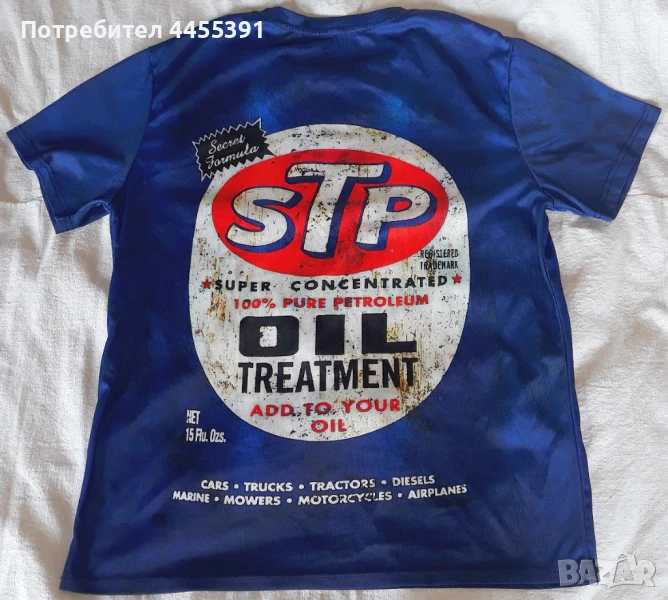 Потребител 4455391
Secret
Formula
STP
REGISTERED
TRADEMARK
★SUPER CONCENTRATED★
100% PURE PETROLEUM
OIL
TREATMENT
ADD TO YOUR
OIL
NET
15 Flu. Ozs.
CARS • TRUCKS • TRACTORS • DIESELS
MARINE • MOWERS • MOTORCYCLES • AIRPLANES
BAZAR